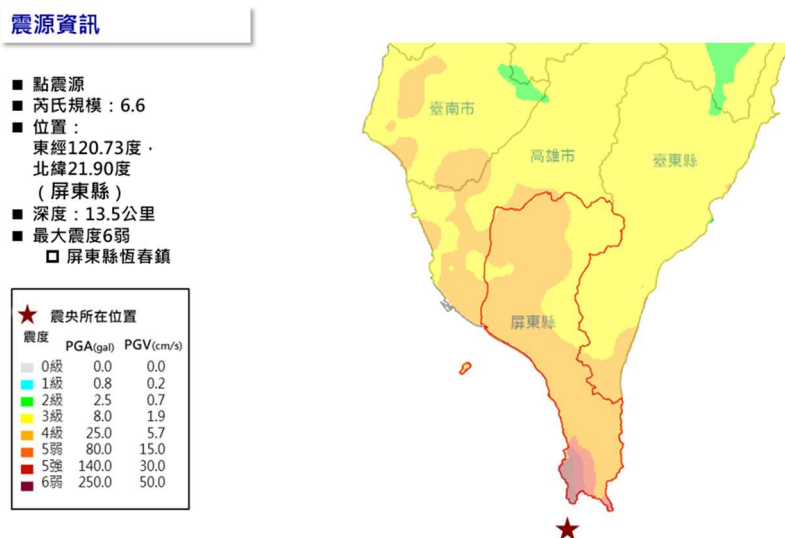 震源資訊
■ 點震源
■ 芮氏規模：6.6
■ 位置：
東經120.73度，
北緯21.90度
（屏東縣）
■ 深度：13.5公里
■ 最大震度6弱
屏東縣恆春鎮
震央所在位置
震度 PGA(gal) PGV(cm/s)
0級 0.0 0.0
1級 0.8 0.2
2級 2.5 0.7
3級 8.0 1.9
4級 25.0 5.7
5弱 80.0 15.0
5強 140.0 30.0
6弱 250.0 50.0
臺南市
高雄市
臺東縣
屏東縣